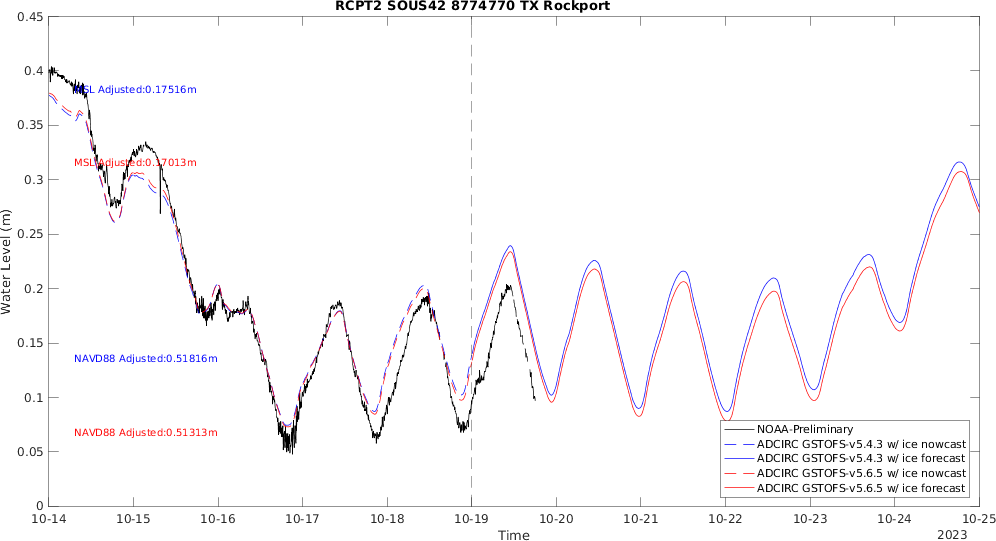 RCPT2 SOUS42 8774770 TX Rockport
0.45
0.4
0.35
0.3
0.25
0.2
0.15
0.1
0.05
0
Water Level (m)
MSL Adjusted:0.17516m
MSL Adjusted:0.17013m
NAVD88 Adjusted:0.51816m
NAVD88 Adjusted:0.51313m
NOAA-Preliminary
ADCIRC GSTOFS-v5.4.3 w/ ice nowcast
ADCIRC GSTOFS-v5.4.3 w/ ice forecast
ADCIRC GSTOFS-v5.6.5 w/ ice nowcast
ADCIRC GSTOFS-v5.6.5 w/ ice forecast
10-14 10-15 10-16 10-17 10-18 10-19 10-20 10-21 10-22 10-23 10-24 10-25
Time
2023